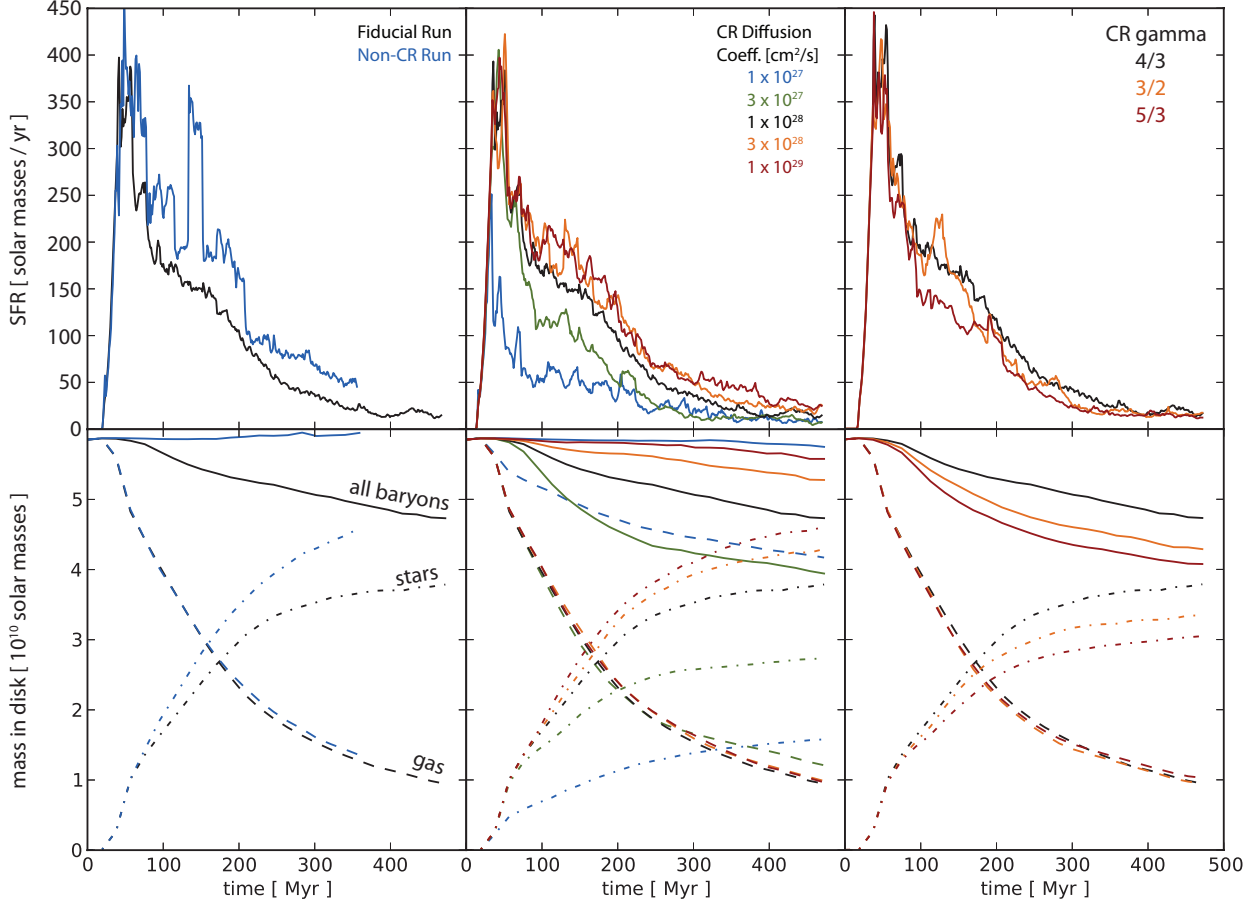 450
400
350
300
250
200
150
100
50
0
SFR [ solar masses / yr]
Fiducial Run
Non-CR Run
CR Diffusion
Coeff. [cm²/s]
1 x 10²⁷
3 x 10²⁷
1 x 10²⁸
3 x 10²⁸
1 x 10²⁹
CR gamma
4/3
3/2
5/3
5
4
3
2
1
0
mass in disk [ 10¹⁰ solar masses]
all baryons
stars
gas
0 100 200 300 400
0 100 200 300 400
0 100 200 300 400 500
time [ Myr] time [ Myr] time [ Myr]